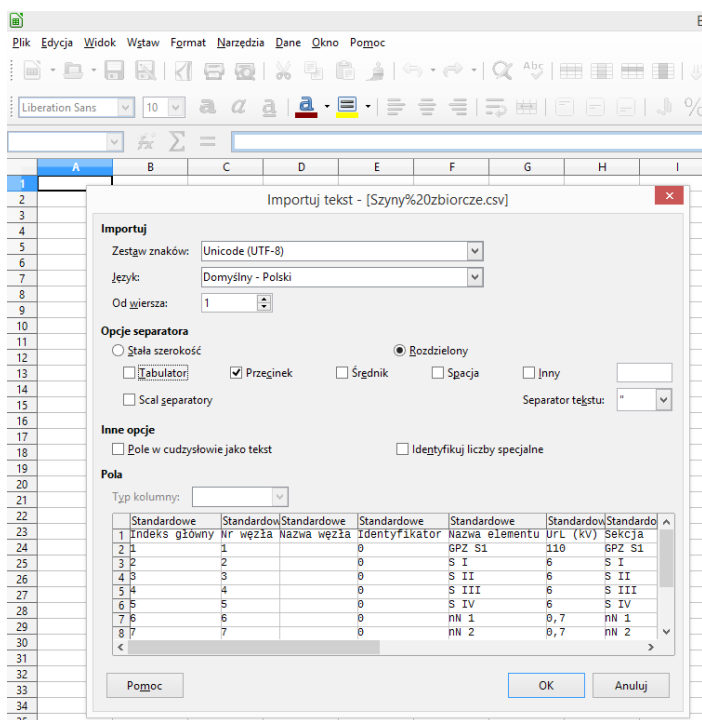 E
Plik Edycja Widok Wstaw Format Narzędzia Dane Okno Pomoc
Abc
Liberation Sans 10 a a a a %
fx Σ =
A B C D E F G H I
1
2 Importuj tekst - [Szyny%20zbiorcze.csv]
3
4 Importuj
5 Zestaw znaków: Unicode (UTF-8)
6
7 Język: Domyślny - Polski
8
9 Od wiersza: 1
10 Opcje separatora
11 Stała szerokość Rozdzielony
12
13 Tabulator Przecinek Średnik Spacja Inny
14
15 Scal separatory Separator tekstu: "
16
17 Inne opcje
18 Pole w cudzysłowie jako tekst Identyfikuj liczby specjalne
19
20 Pola
21 Typ kolumny:
22
23 Standardowe Standardow Standardowe Standardowe Standardowe Standardow Standardo
24 1 Indeks główny Nr węzła Nazwa węzła Identyfikator Nazwa elementu UrL (kV) Sekcja
25 2 1 1 0 GPZ S1 110 GPZ S1
26 3 2 2 0 S I 6 S I
27 4 3 3 0 S II 6 S II
28 5 4 4 0 S III 6 S III
29 6 5 5 0 S IV 6 S IV
30 7 6 6 0 nN 1 0,7 nN 1
31 8 7 7 0 nN 2 0,7 nN 2
32
33 Pomoc OK Anuluj
34
35